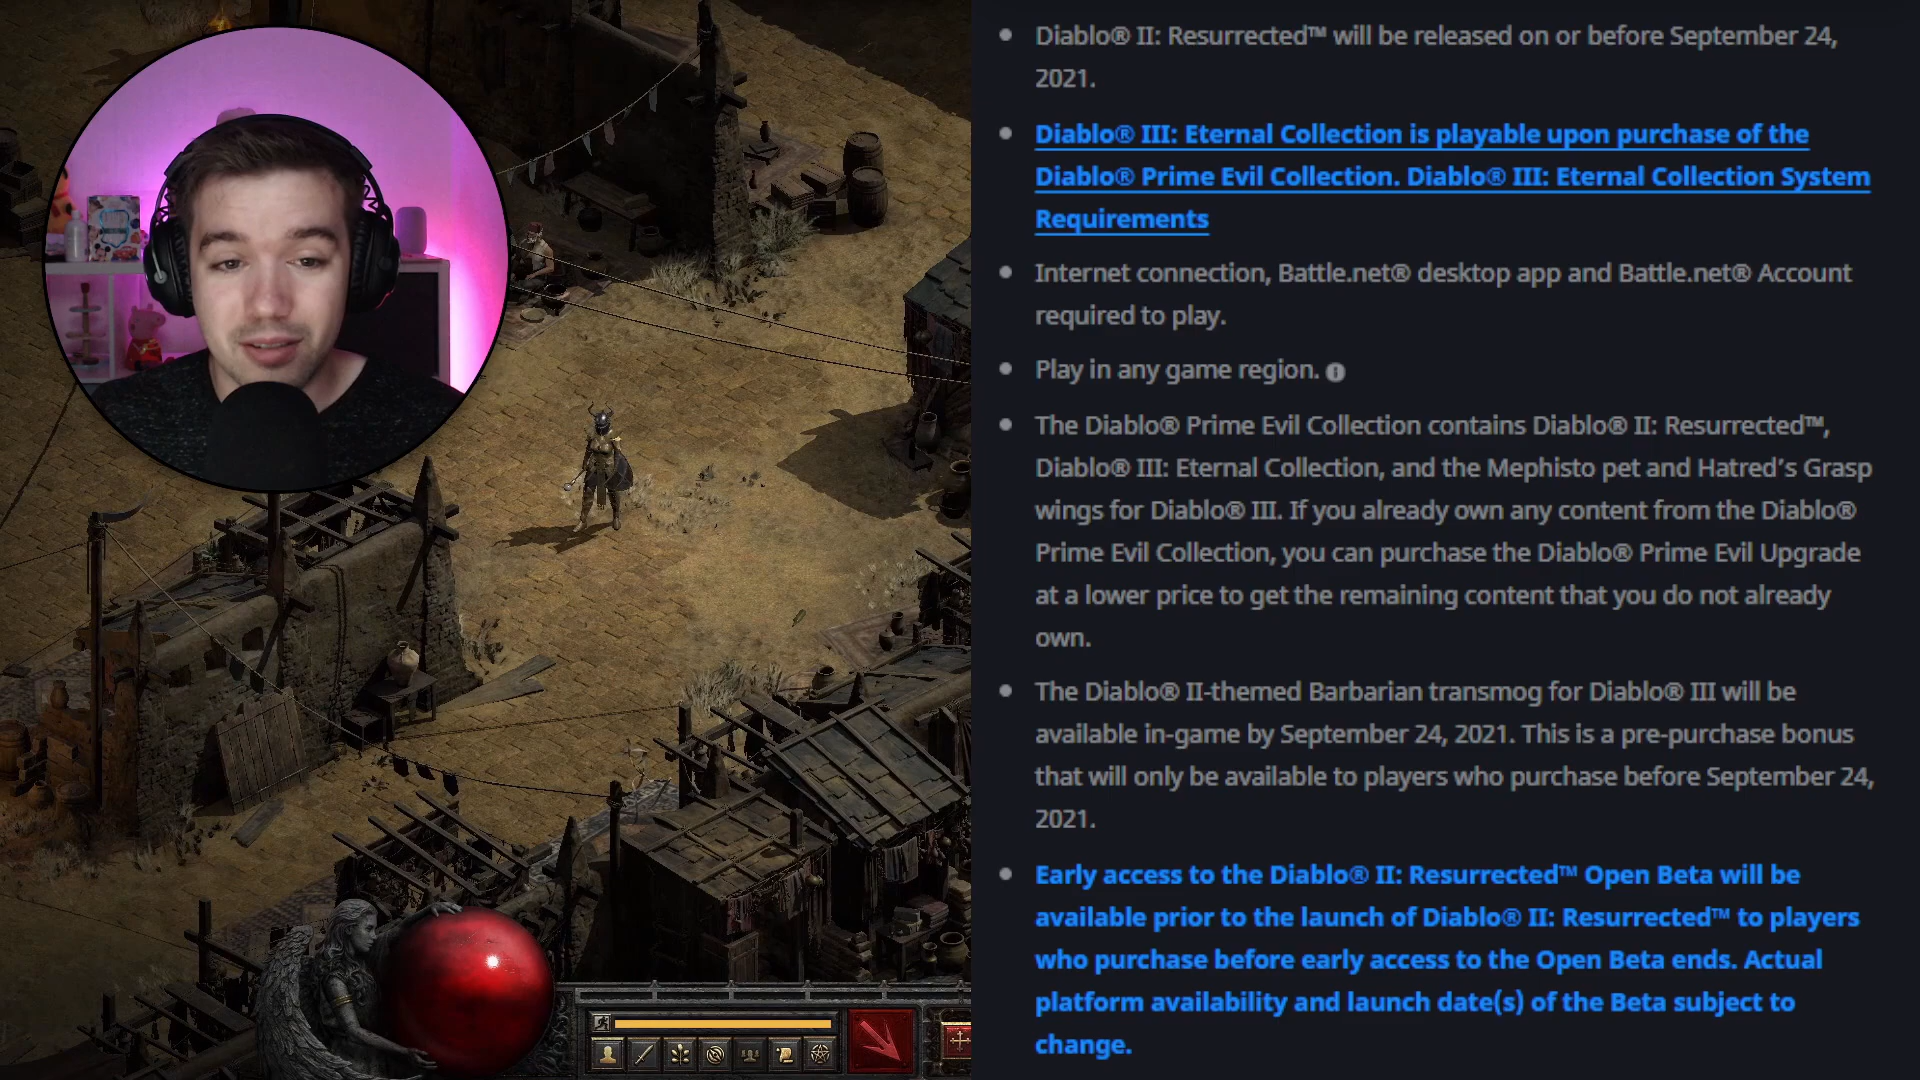 Diablo® II: Resurrected™ will be released on or before September 24,
2021.
Diablo® III: Eternal Collection is playable upon purchase of the
Diablo® Prime Evil Collection. Diablo® III: Eternal Collection System
Requirements
Internet connection, Battle.net® desktop app and Battle.net® Account
required to play.
Play in any game region.
The Diablo® Prime Evil Collection contains Diablo® II: Resurrected™,
Diablo® III: Eternal Collection, and the Mephisto pet and Hatred’s Grasp
wings for Diablo® III. If you already own any content from the Diablo®
Prime Evil Collection, you can purchase the Diablo® Prime Evil Upgrade
at a lower price to get the remaining content that you do not already
own.
The Diablo® II-themed Barbarian transmog for Diablo® III will be
available in-game by September 24, 2021. This is a pre-purchase bonus
that will only be available to players who purchase before September 24,
2021.
Early access to the Diablo® II: Resurrected™ Open Beta will be
available prior to the launch of Diablo® II: Resurrected™ to players
who purchase before early access to the Open Beta ends. Actual
platform availability and launch date(s) of the Beta subject to
change.